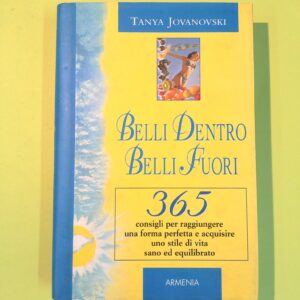 TANYA JOVANOVSKI
BELLI DENTRO
BELLI FUORI
365
consigli per raggiungere
una forma perfetta e acquisire
uno stile di vita
sano ed equilibrato
ARMENIA